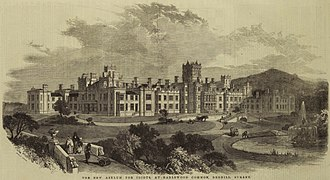 THE NEW ASYLUM FOR IDIOTS AT EARLSWOOD COMMON, REDHILL, SURREY